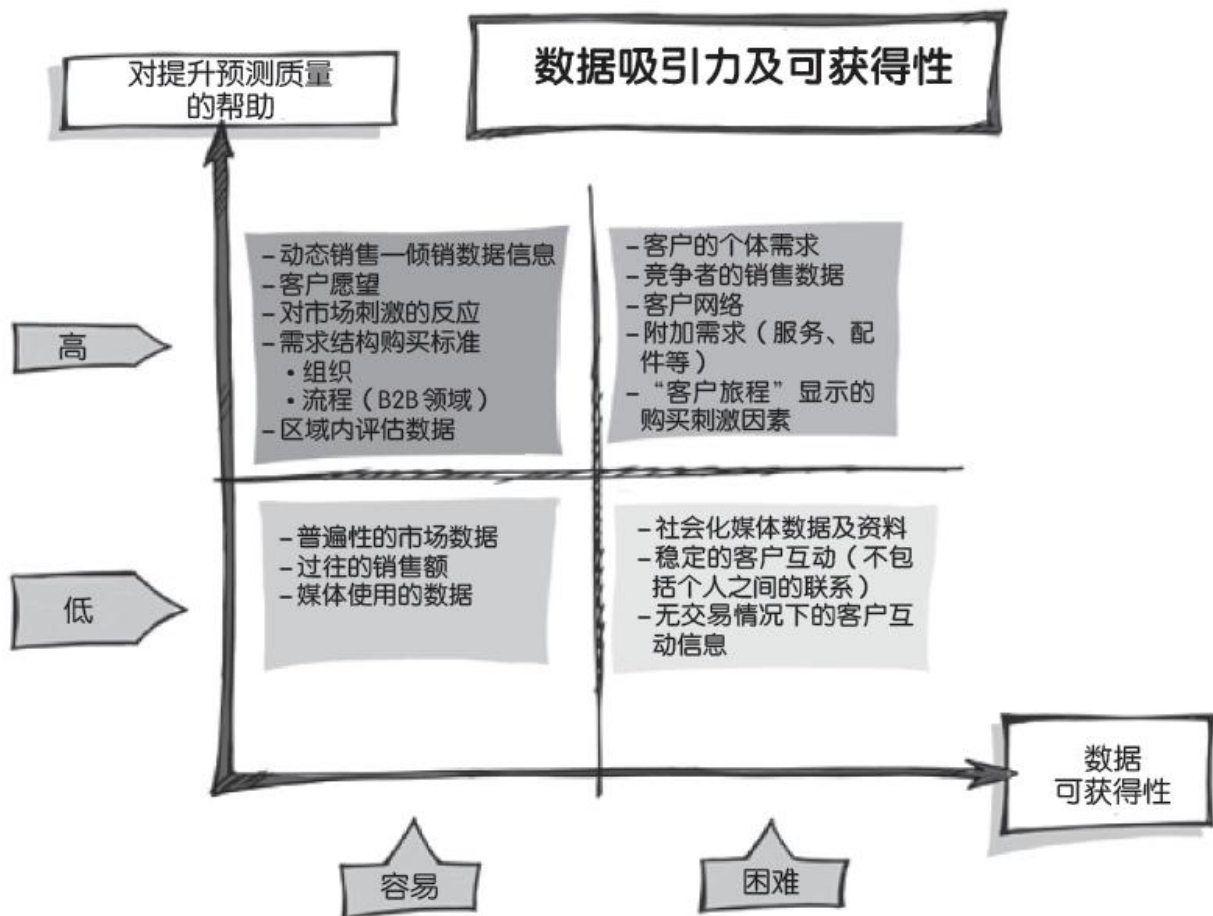 对提升预测质量
的帮助
数据吸引力及可获得性
高
–动态销售—倾销数据信息
–客户愿望
–对市场刺激的反应
–需求结构购买标准
•组织
•流程（B2B领域）
–区域内评估数据
–客户的个体需求
–竞争者的销售数据
–客户网络
–附加需求（服务、配
件等）
–“客户旅程”显示的
购买刺激因素
低
–普遍性的市场数据
–过往的销售额
–媒体使用的数据
–社会化媒体数据及资料
–稳定的客户互动（不包
括个人之间的联系）
–无交易情况下的客户互
动信息
数据
可获得性
容易
困难